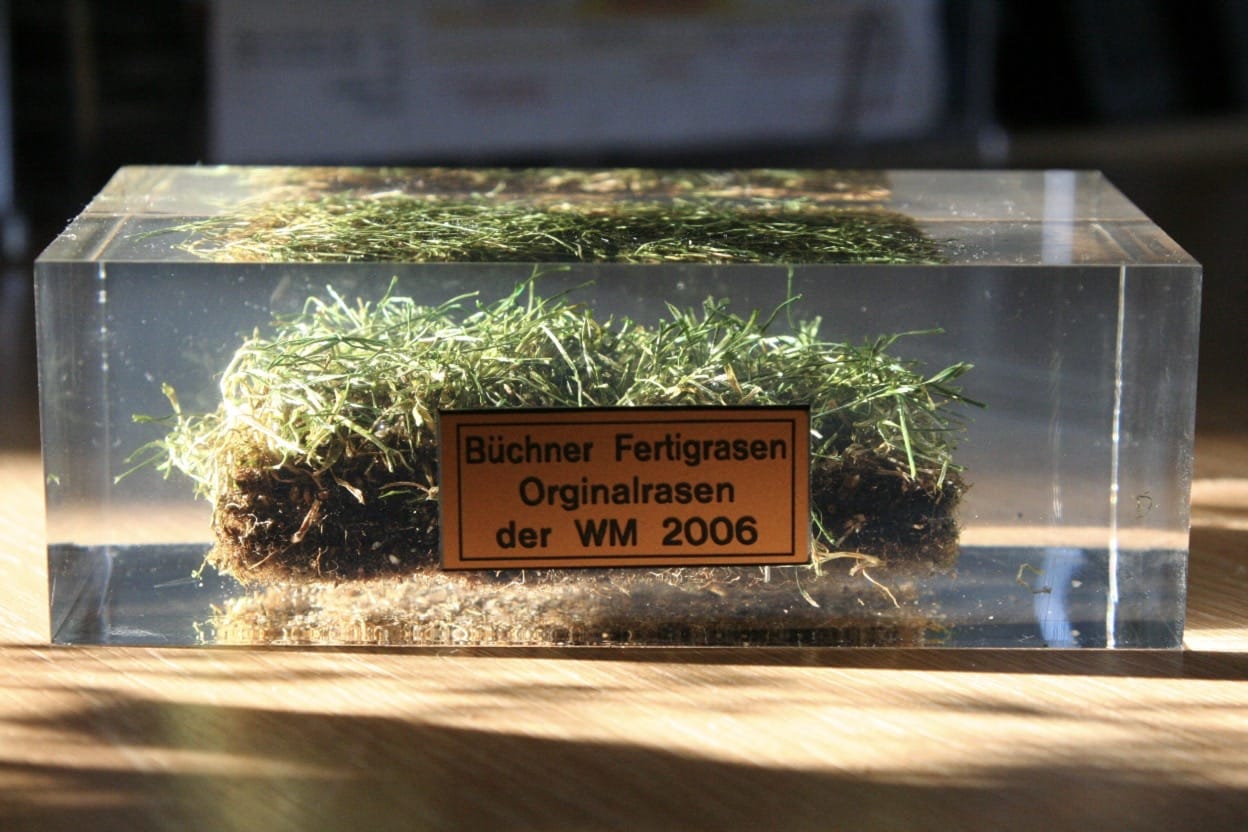 Büchner Fertigrasen
Orginalrasen
der WM 2006